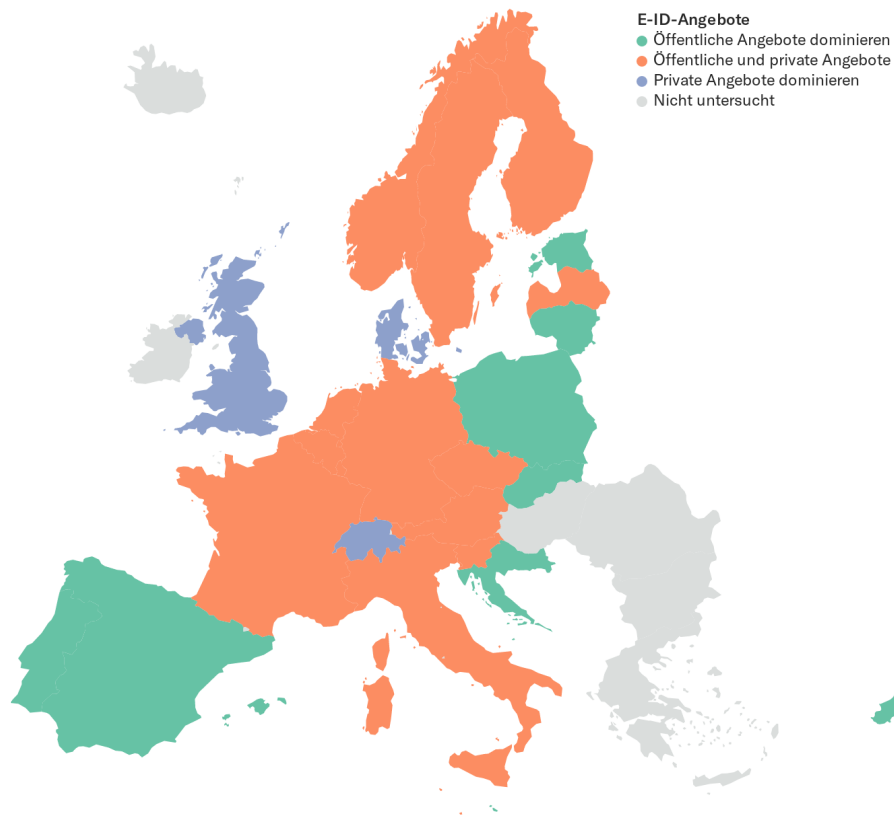 E-ID-Angebote
Öffentliche Angebote dominieren
Öffentliche und private Angebote
Private Angebote dominieren
Nicht untersucht